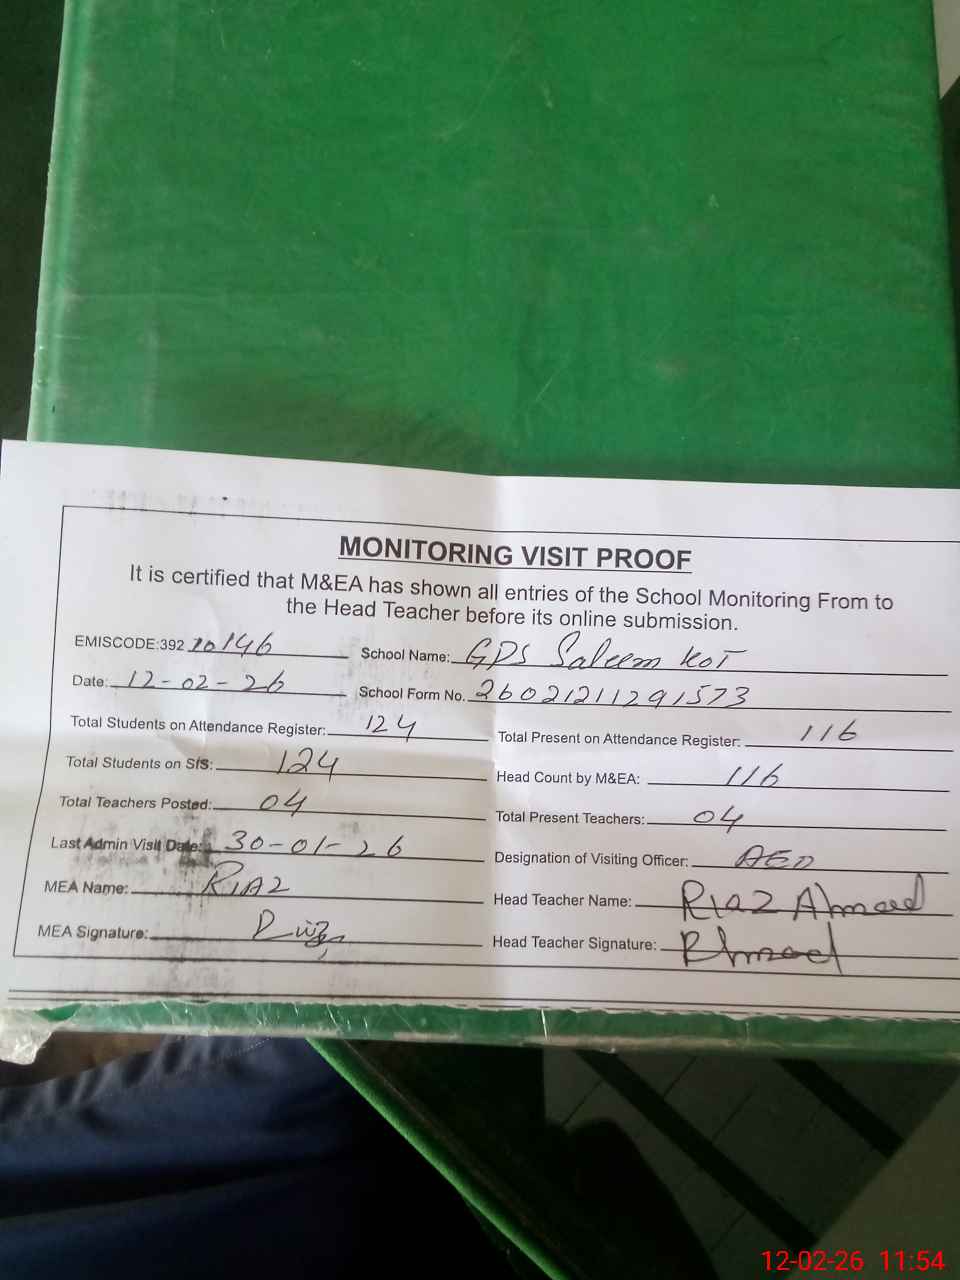 MONITORING VISIT PROOF
It is certified that M&EA has shown all entries of the School Monitoring From to
the Head Teacher before its online submission.
EMISCODE:392 10146 School Name: GPS Saleem Kot
Date: 12-02-26 School Form No. 26021211291573
Total Students on Attendance Register: 124 Total Present on Attendance Register: 116
Total Students on SIS: 124 Head Count by M&EA: 116
Total Teachers Posted: 04 Total Present Teachers: 04
Last Admin Visit Date: 30-01-26 Designation of Visiting Officer: AEO
MEA Name: Riaz Head Teacher Name: Riaz Ahmad
MEA Signature: Head Teacher Signature:
12-02-26 11:54